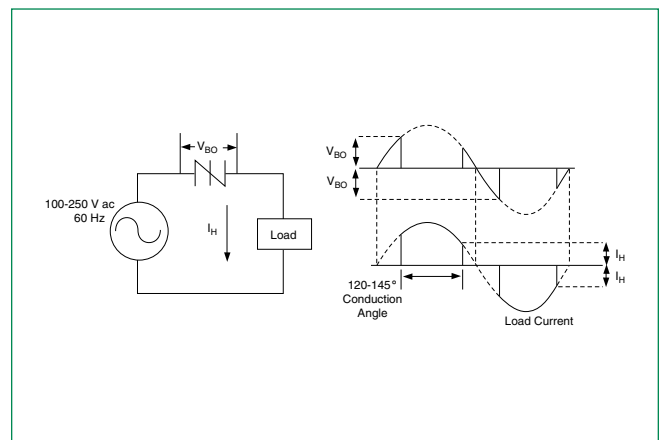 V_BO
100-250 V ac
60 Hz
I_H
Load
V_BO
V_BO
I_H
I_H
120-145°
Conduction
Angle
Load Current